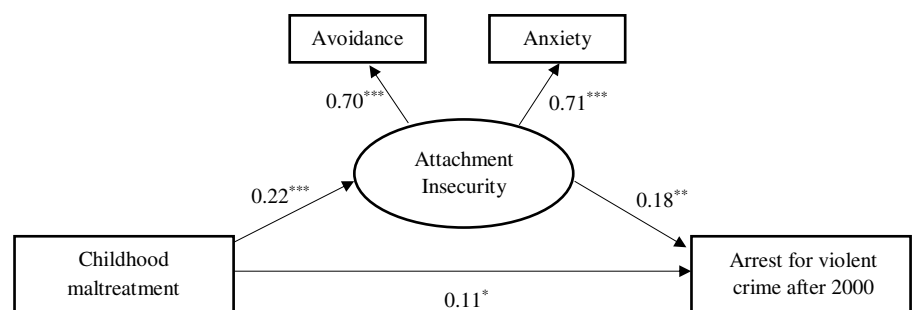 Avoidance
Anxiety
0.70***
0.71***
Attachment
Insecurity
0.22***
0.18**
Childhood
maltreatment
Arrest for violent
crime after 2000
0.11*